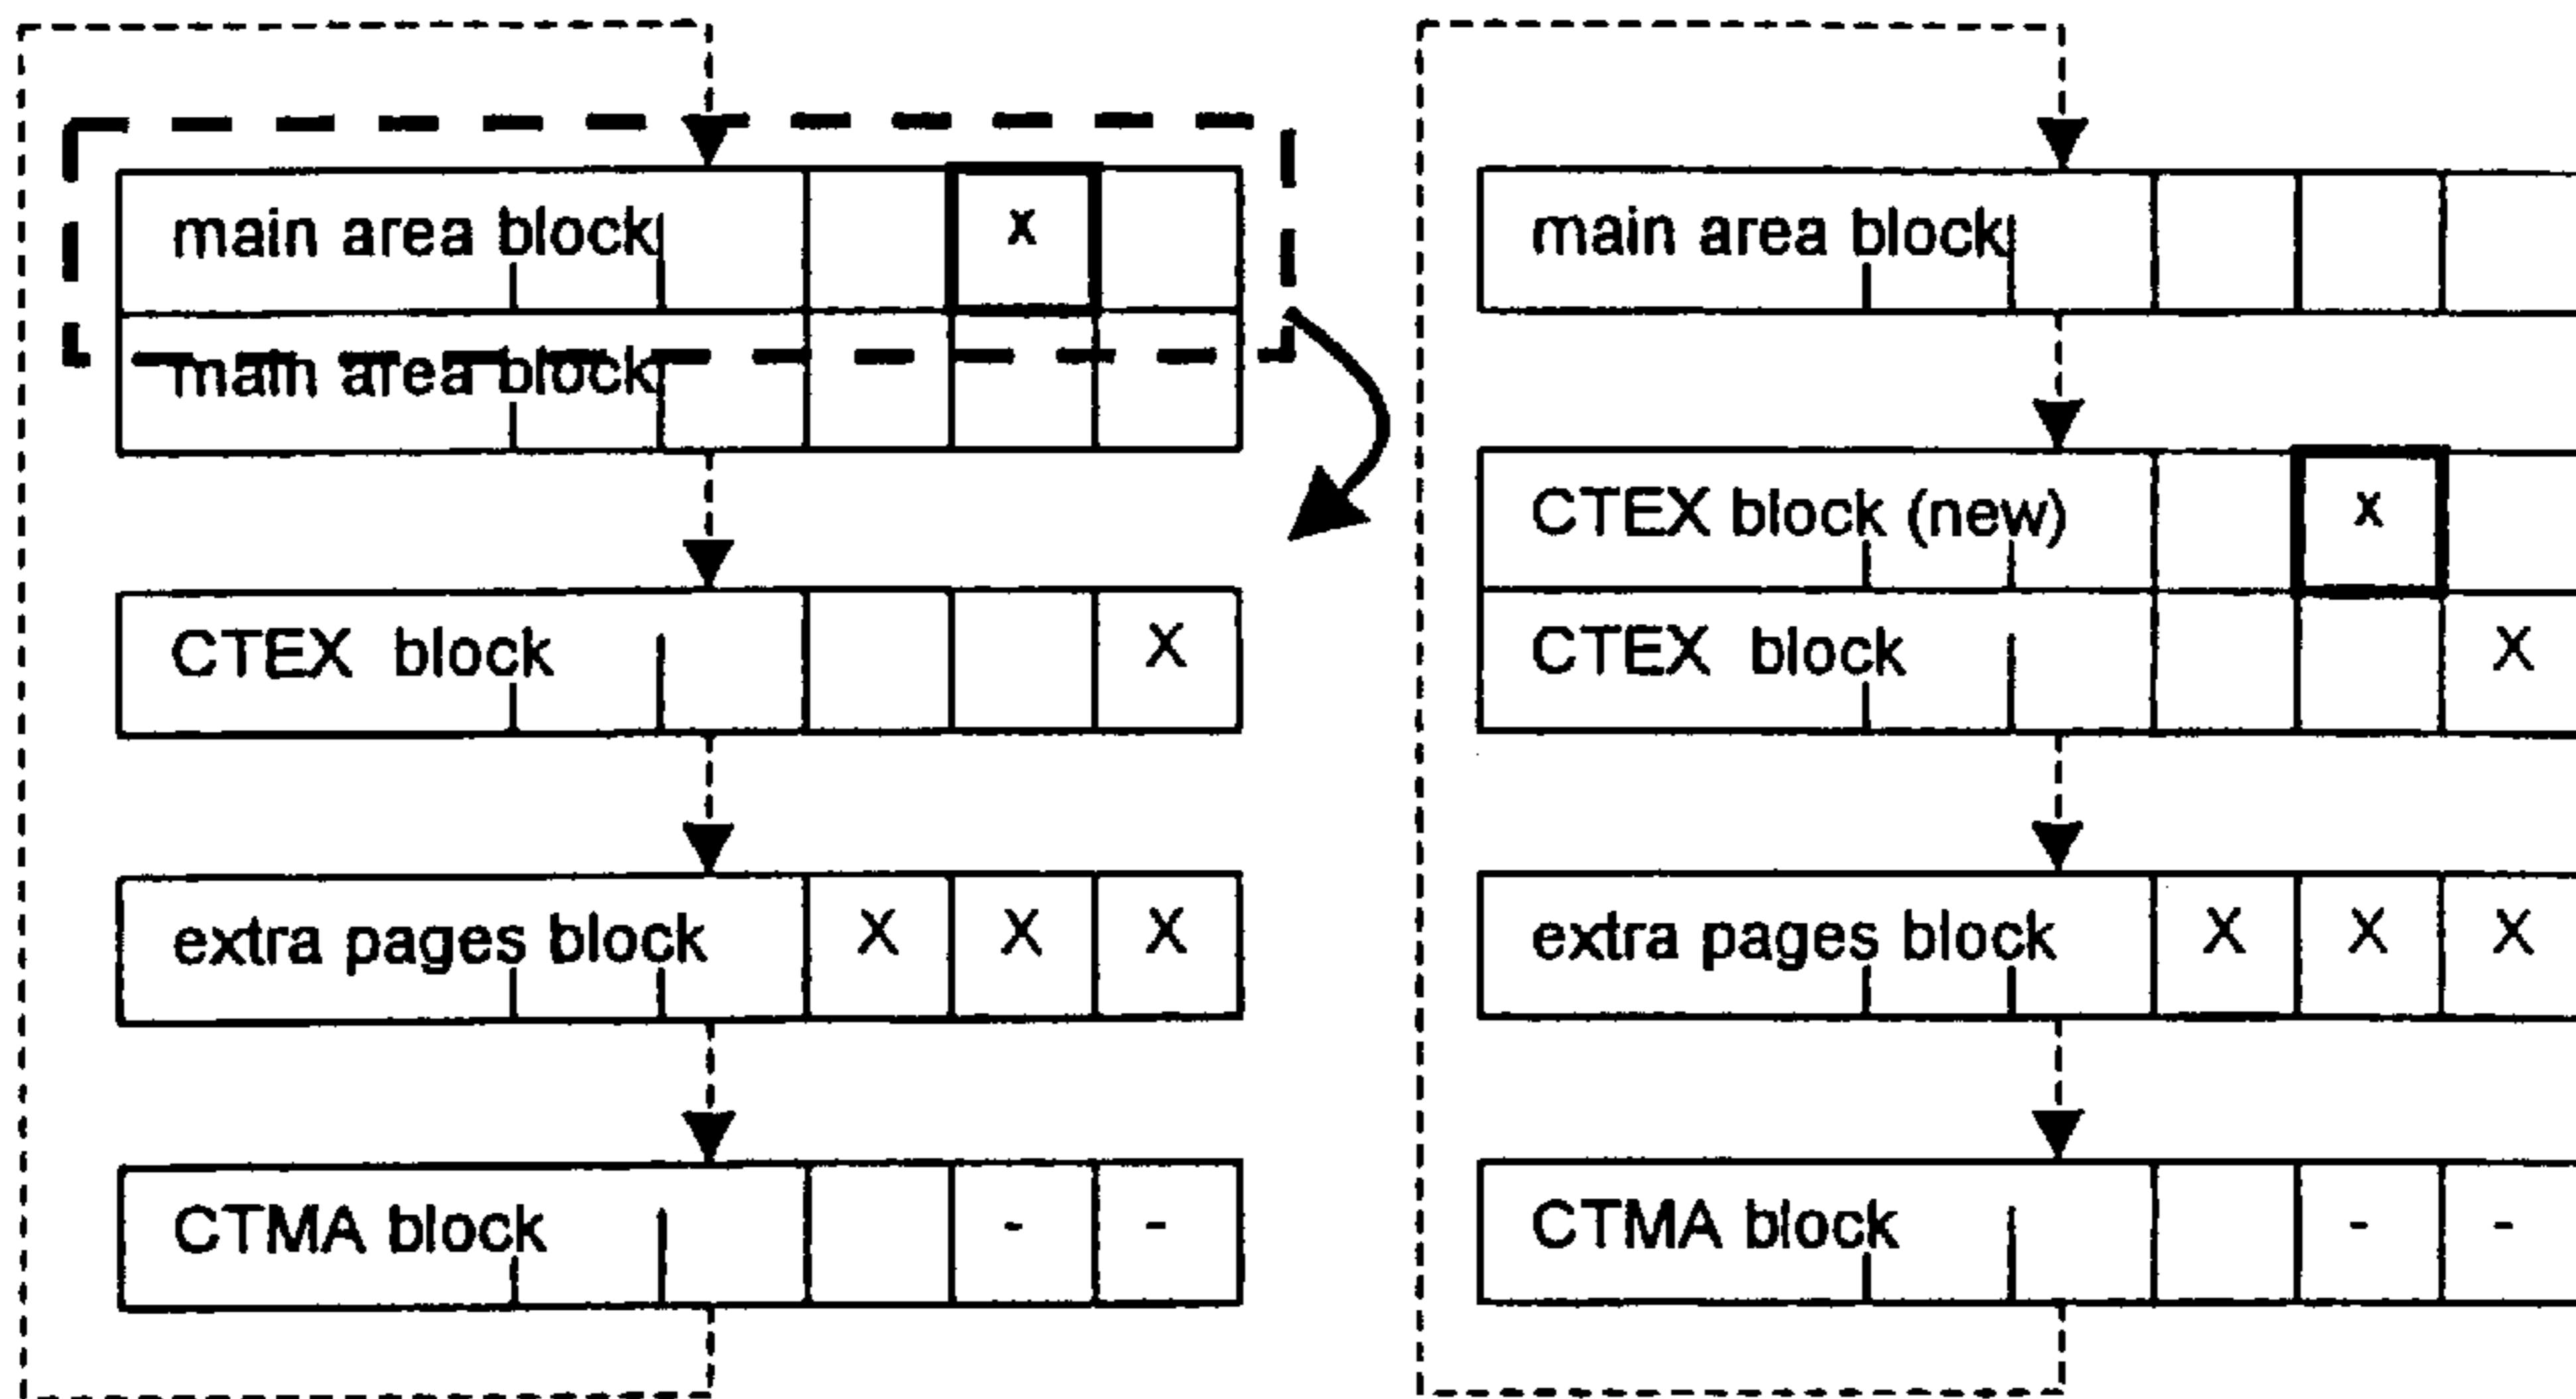 main area block x
main area block
CTEX block X
extra pages block X X X
CTMA block - -
main area block
CTEX block (new) x
CTEX block X
extra pages block X X X
CTMA block - -